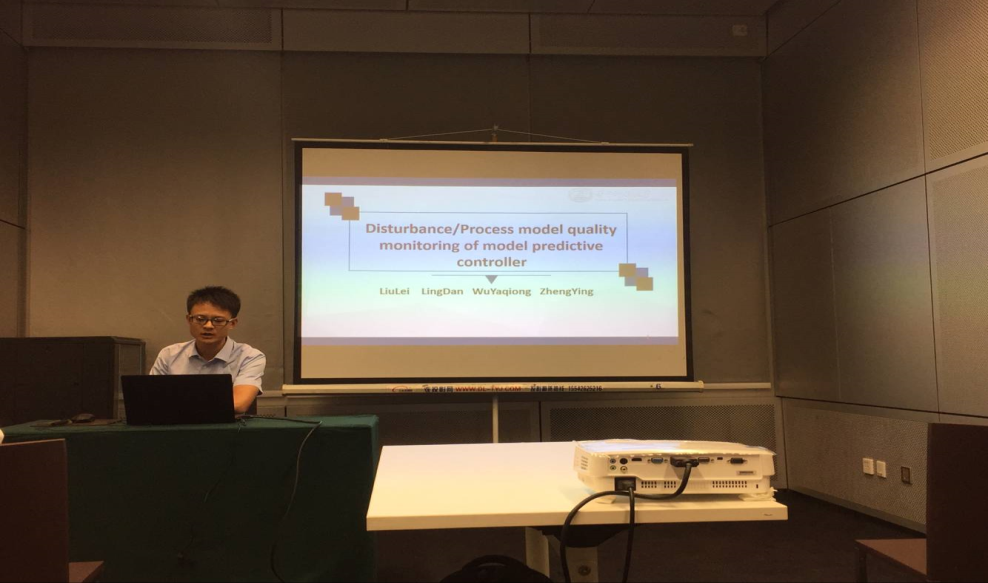 Disturbance/Process model quality
monitoring of model predictive
controller
LiuLei LingDan WuYaqiong ZhengYing